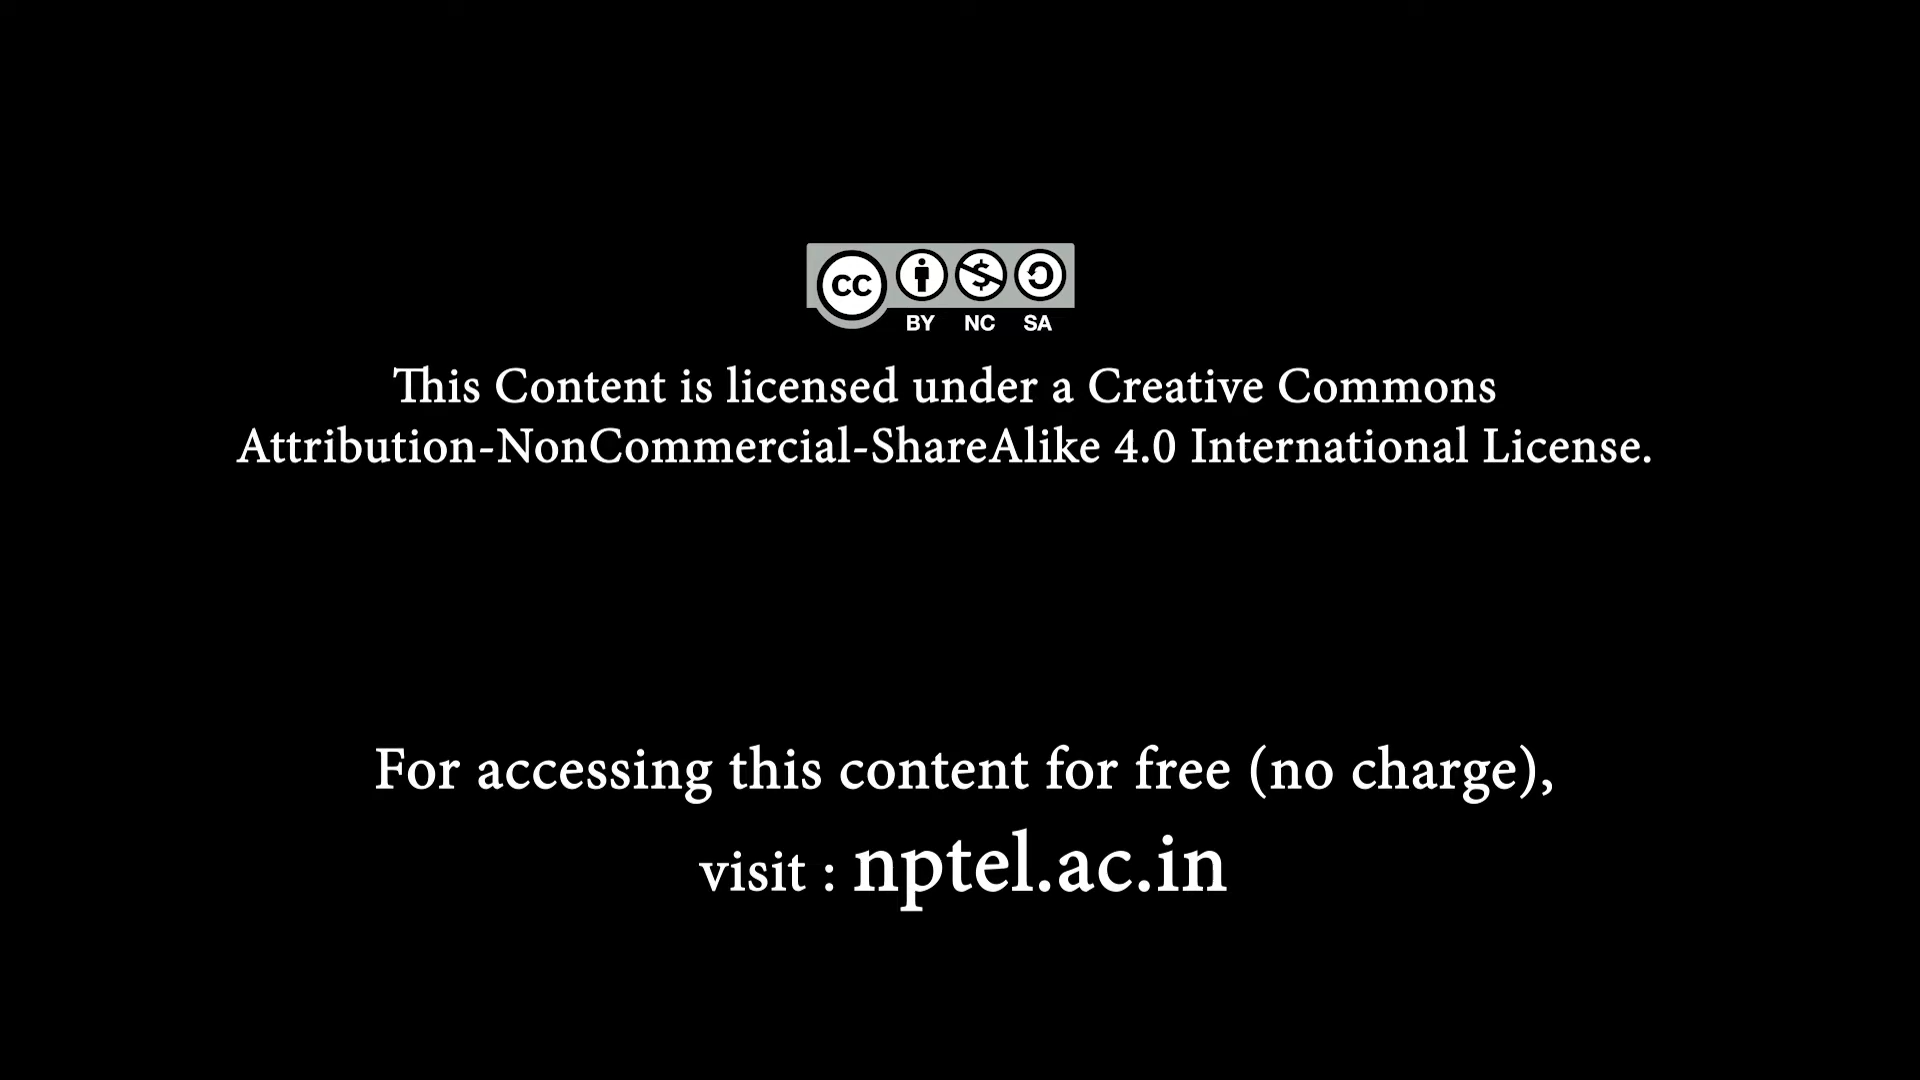 CC
BY NC SA
This Content is licensed under a Creative Commons
Attribution-NonCommercial-ShareAlike 4.0 International License.
For accessing this content for free (no charge),
visit : nptel.ac.in